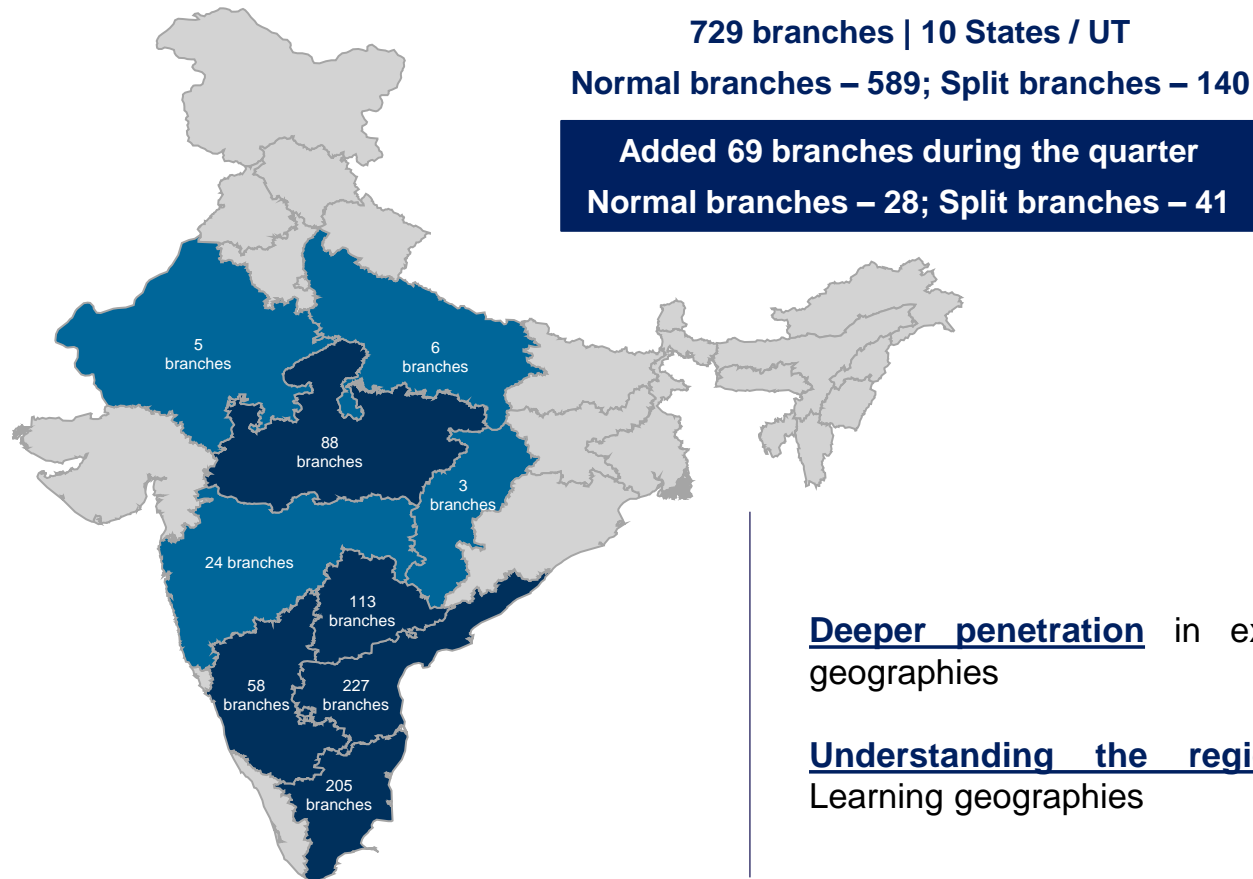 729 branches | 10 States / UT
Normal branches – 589; Split branches – 140
Added 69 branches during the quarter
Normal branches – 28; Split branches – 41
5
branches
6
branches
88
branches
3
branches
24 branches
113
branches
58
branches
227
branches
205
branches
Deeper penetration in
geographies
Understanding the
Learning geographies